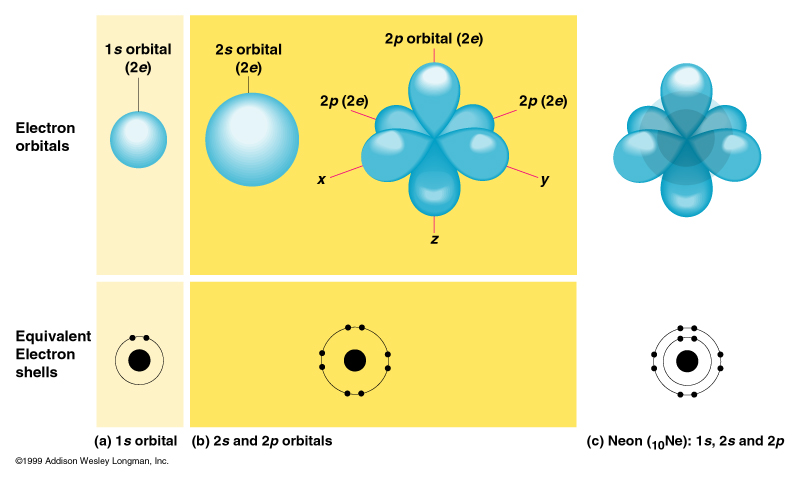 1s orbital
(2e)
2s orbital
(2e)
2p orbital (2e)
2p (2e)
2p (2e)
Electron
orbitals
x
y
z
Equivalent
Electron
shells
(a) 1s orbital
(b) 2s and 2p orbitals
(c) Neon (₁₀Ne): 1s, 2s and 2p
©1999 Addison Wesley Longman, Inc.